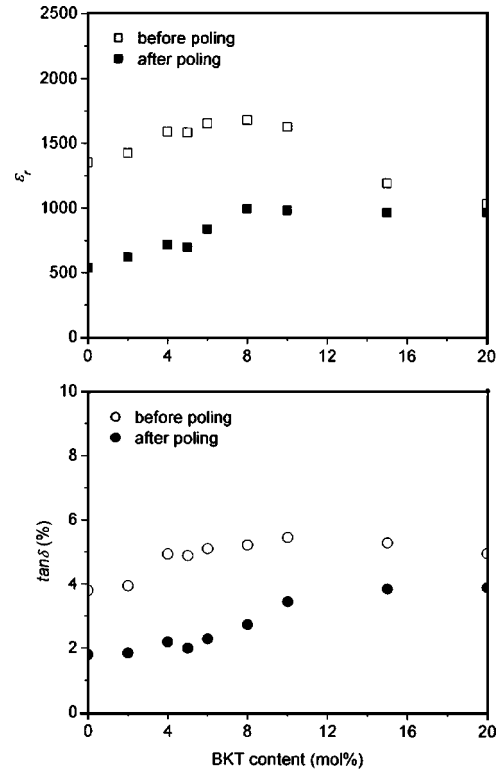 2500
before poling
after poling
2000
1500
εr
1000
500
0
0 4 8 12 16 20
10
before poling
after poling
8
6
tanδ (%)
4
2
0
0 4 8 12 16 20
BKT content (mol%)